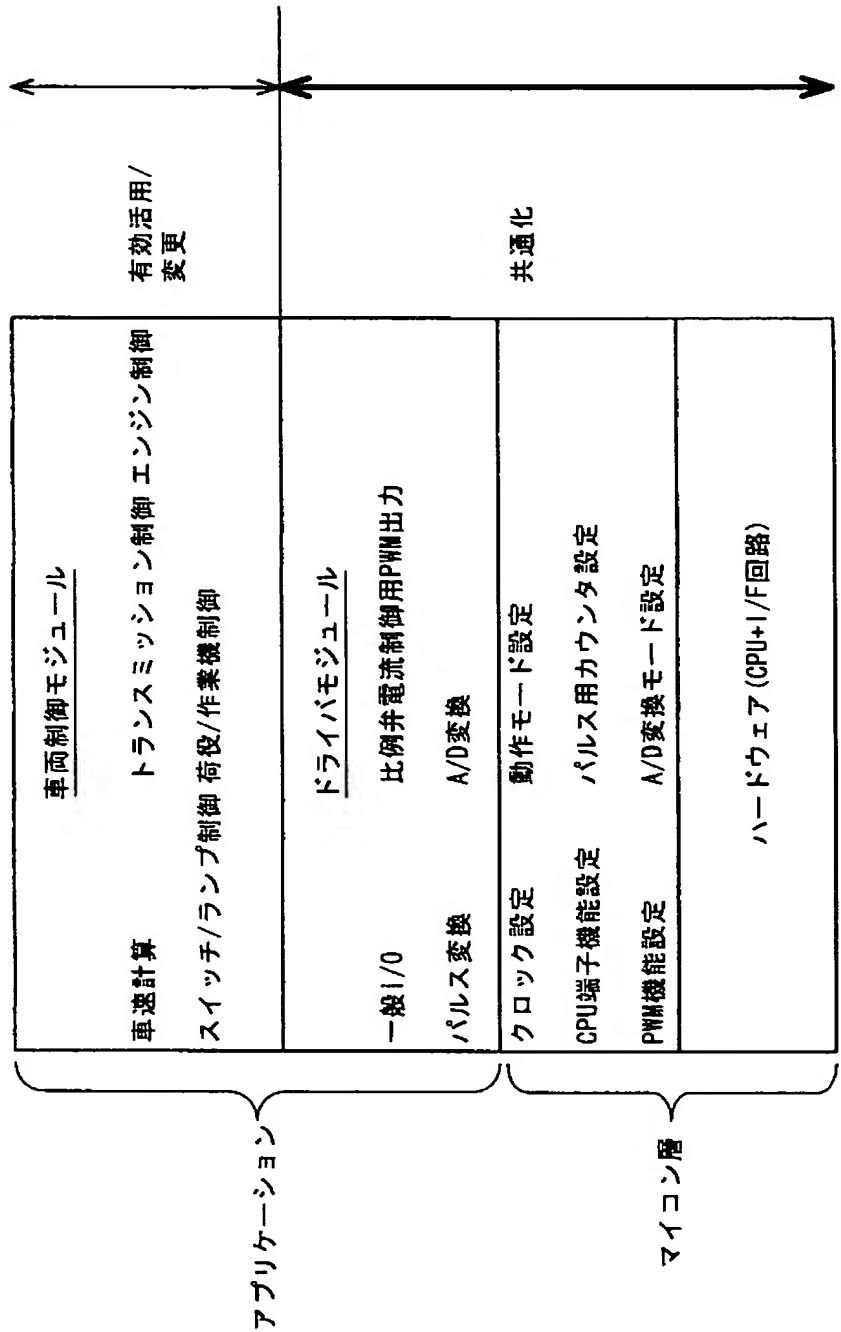 アプリケーション
車両制御モジュール
車速計算 トランスミッション制御 エンジン制御
スイッチ/ランプ制御 荷役/作業機制御
有効活用/
変更
ドライバモジュール
一般I/O 比例弁電流制御用PWM出力
パルス変換 A/D変換
共通化
マイコン層
クロック設定 動作モード設定
CPU端子機能設定 パルス用カウンタ設定
PWM機能設定 A/D変換モード設定
ハードウェア(CPU+I/F回路)